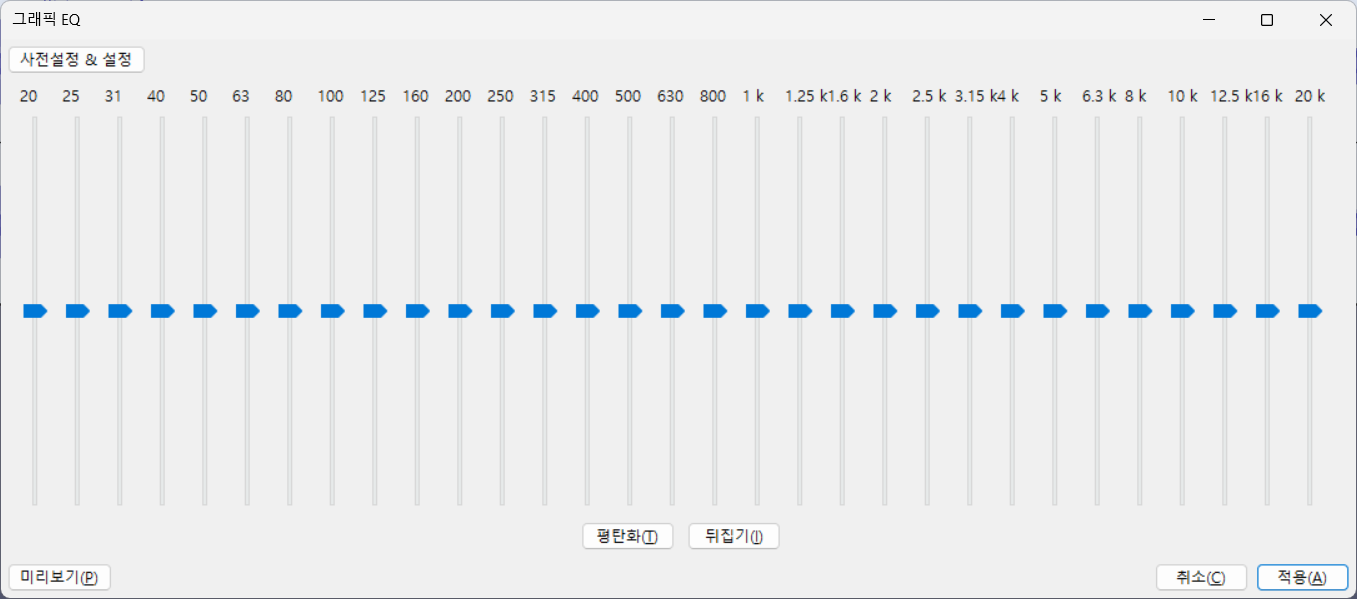 그래픽 EQ
사전설정 & 설정
20 25 31 40 50 63 80 100 125 160 200 250 315 400 500 630 800 1 k 1.25 k 1.6 k 2 k 2.5 k 3.15 k 4 k 5 k 6.3 k 8 k 10 k 12.5 k 16 k 20 k
평탄화(T) 뒤집기(I)
미리보기(P) 취소(C) 적용(A)